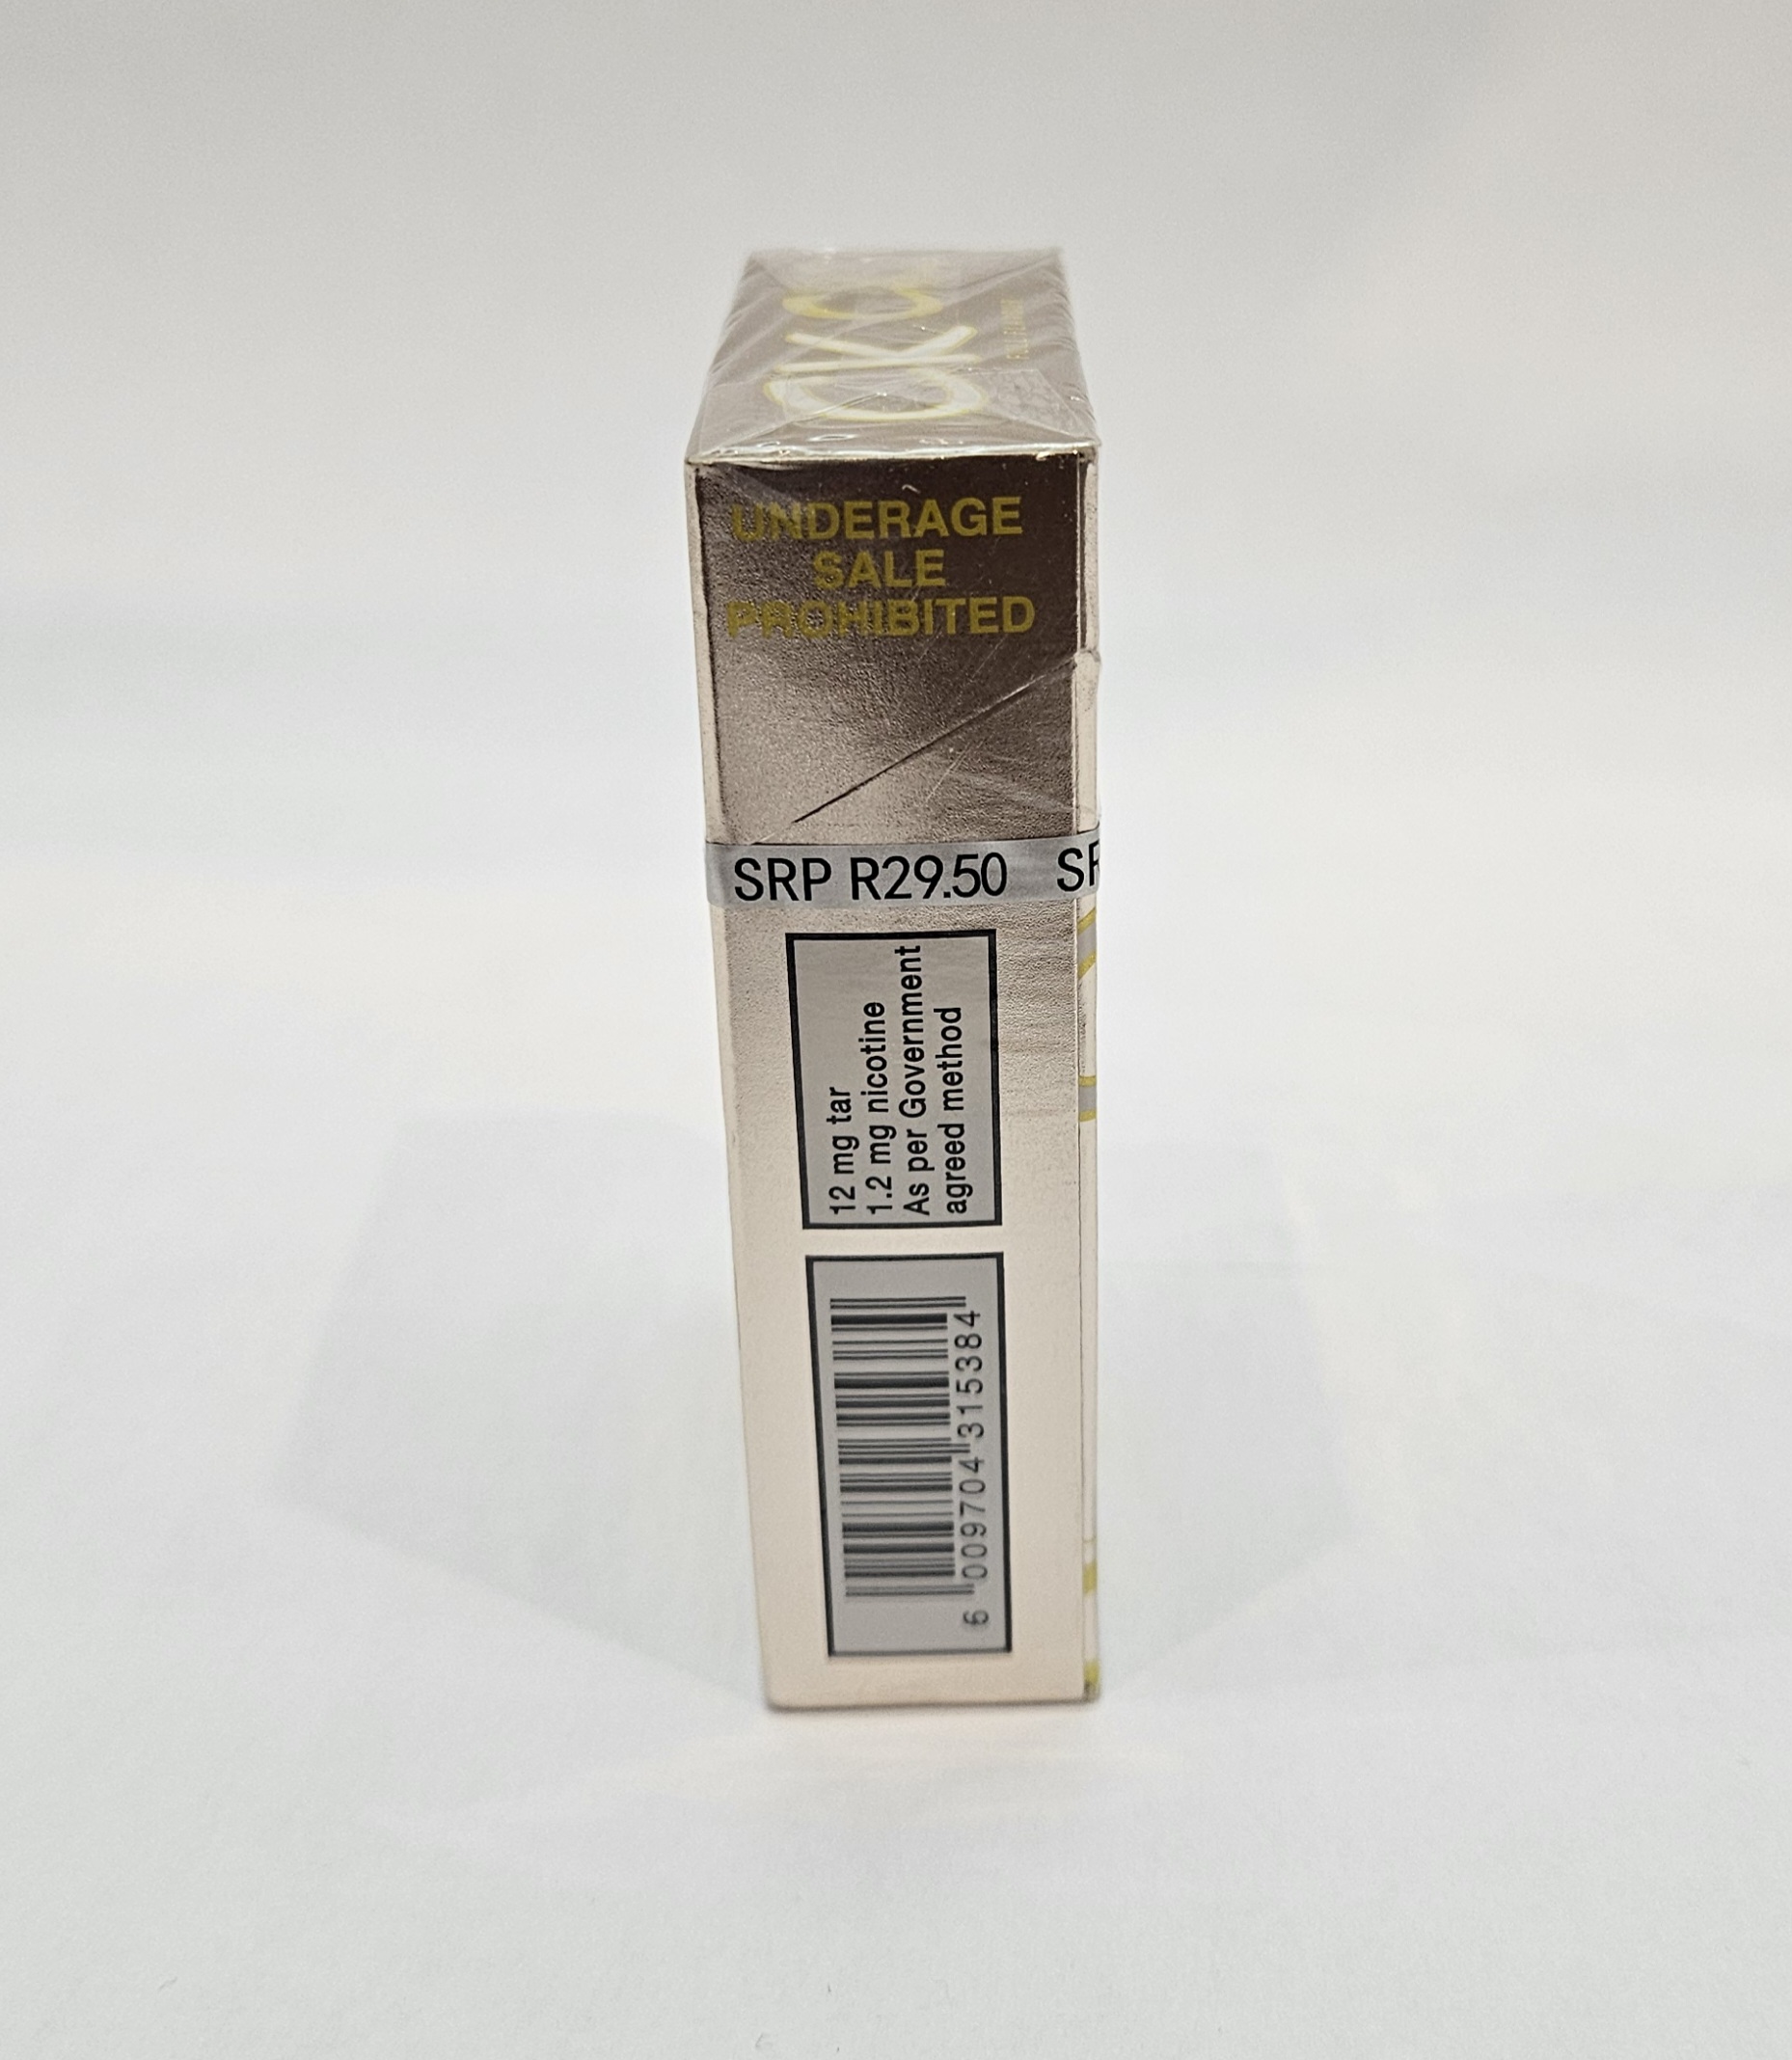 UNDERAGE
SALE
PROHIBITED
SRP R29.50
12 mg tar
1.2 mg nicotine
As per Government
agreed method
6 009704 315384